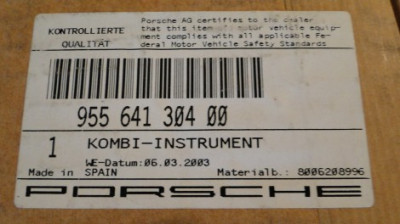 KONTROLLIERTE
QUALITÄT
Porsche AG certifies to the dealer
that this item of motor vehicle equip-
ment complies with all applicable Fe-
deral Motor Vehicle Safety Standards
955 641 304 00
1 KOMBI-INSTRUMENT
WE-Datum:06.03.2003
Made in SPAIN Materialb.: 8006208996
PORSCHE